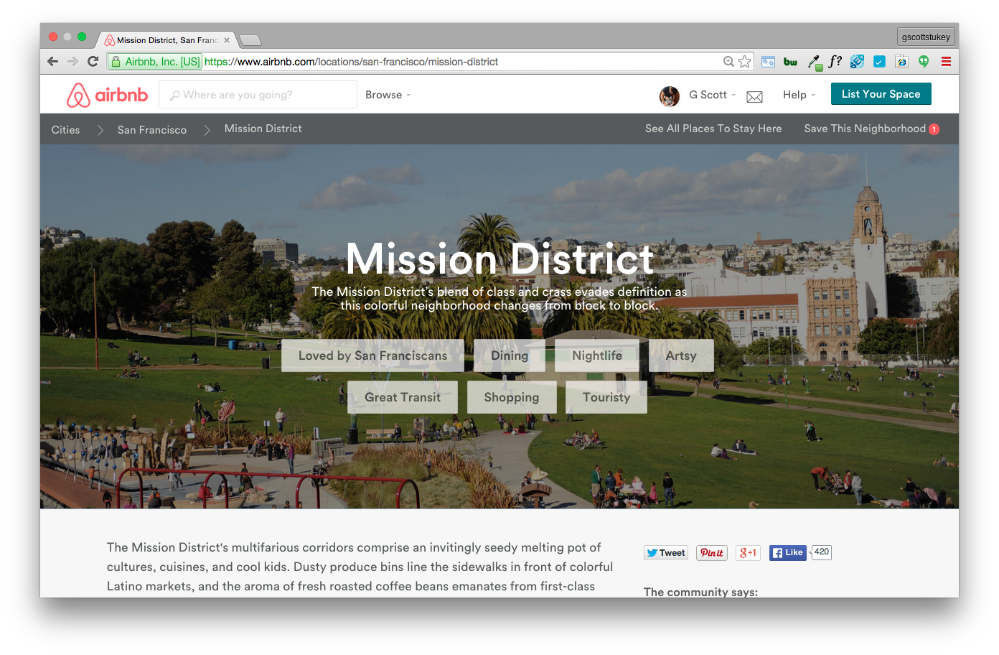 Mission District, San Franc
gscottstukey
Airbnb, Inc. [US]
https://www.airbnb.com/locations/san-francisco/mission-district
bw
f?
airbnb
Where are you going?
Browse
G Scott
Help
List Your Space
Cities
San Francisco
Mission District
See All Places To Stay Here
Save This Neighborhood 1
Mission District
The Mission District's blend of class and crass evades definition as
this colorful neighborhood changes from block to block.
Loved by San Franciscans
Dining
Nightlife
Artsy
Great Transit
Shopping
Touristy
The Mission District's multifarious corridors comprise an invitingly seedy melting pot of
cultures, cuisines, and cool kids. Dusty produce bins line the sidewalks in front of colorful
Latino markets, and the aroma of fresh roasted coffee beans emanates from first-class
Tweet
Pin it
g+1
Like
420
The community says: